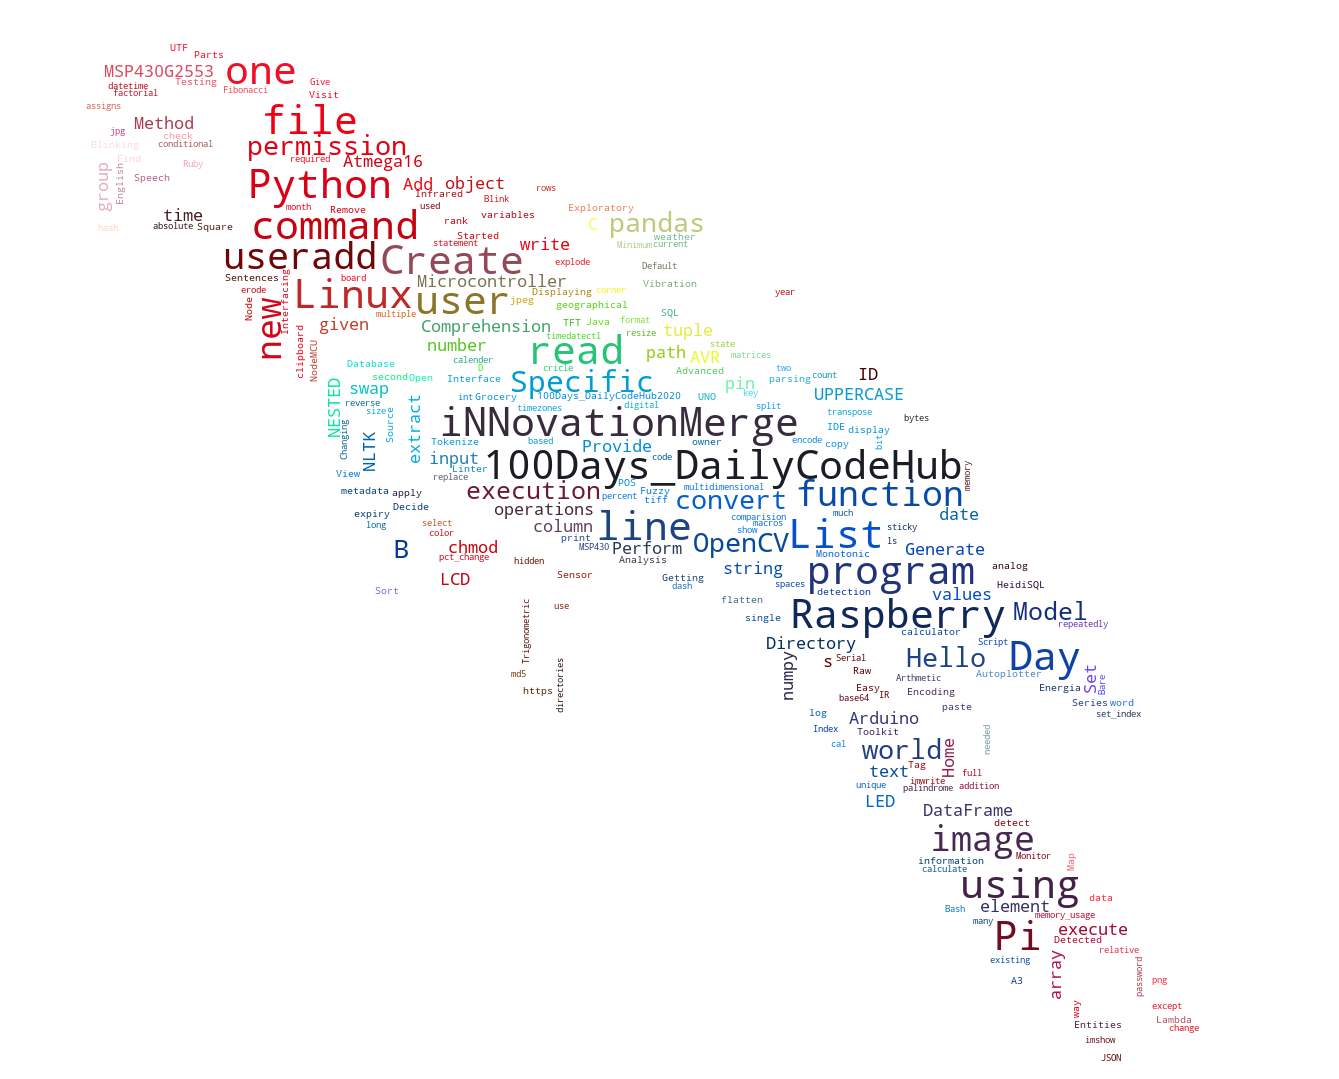 UTF
Parts
MSP430G2553 one
Testing Give
datetime
factorial Fibonacci Visit
assigns
file
Method
jpg check
Blinking conditional permission
Find required Atmega16
Ruby
group English Speech Python Add object
Infrared rows
Blink
month Remove used Exploratory
time rank variables c pandas
hash absolute Square command Started
statement write Minimum weather
current
useradd Create explode Default
Sentences board Microcontroller Vibration
erode Interfacing Linux user jpeg Displaying corner year
Node new multiple geographical
given Comprehension TFT Java format SQL
clipboard NodeMCU number timedatectl resize tuple
read path AVR state
Database calender D cricle Advanced matrices two
second Open Interface Specific pin parsing count ID
NESTED swap int Grocery 100Days_DailyCodeHub2020 UNO key UPPERCASE
reverse size timezones digital split transpose bytes
Changing Source extract iNNovationMerge IDE display
NLTK Tokenize based Provide owner encode copy bit
input code
View Linter replace 100Days_DailyCodeHub memory
metadata apply execution POS multidimensional
percent Fuzzy tiff convert function
expiry Decide operations much date
long select column line comparision macros sticky
color print show List ls
B chmod MSP430 Perform OpenCV Monotonic Generate
pct_change hidden Analysis string program analog
LCD Sensor Getting dash spaces detection HeidiSQL
Sort flatten values
use single Raspberry Model
Trigonometric calculator repeatedly
Directory Script
numpy s Serial Hello Day
md5 directories Raw Arthmetic Autoplotter Set Bare
https Easy IR Encoding Energia
base64 paste Series word
log Arduino set_index
Index Toolkit needed
cal world Home
text Tag full
unique imwrite palindrome addition
LED
DataFrame
detect
image
information Monitor Map
calculate
using data
Bash element memory_usage
many Pi execute
Detected
existing relative
array password
A3 png
way except
Entities Lambda
change
imshow
JSON